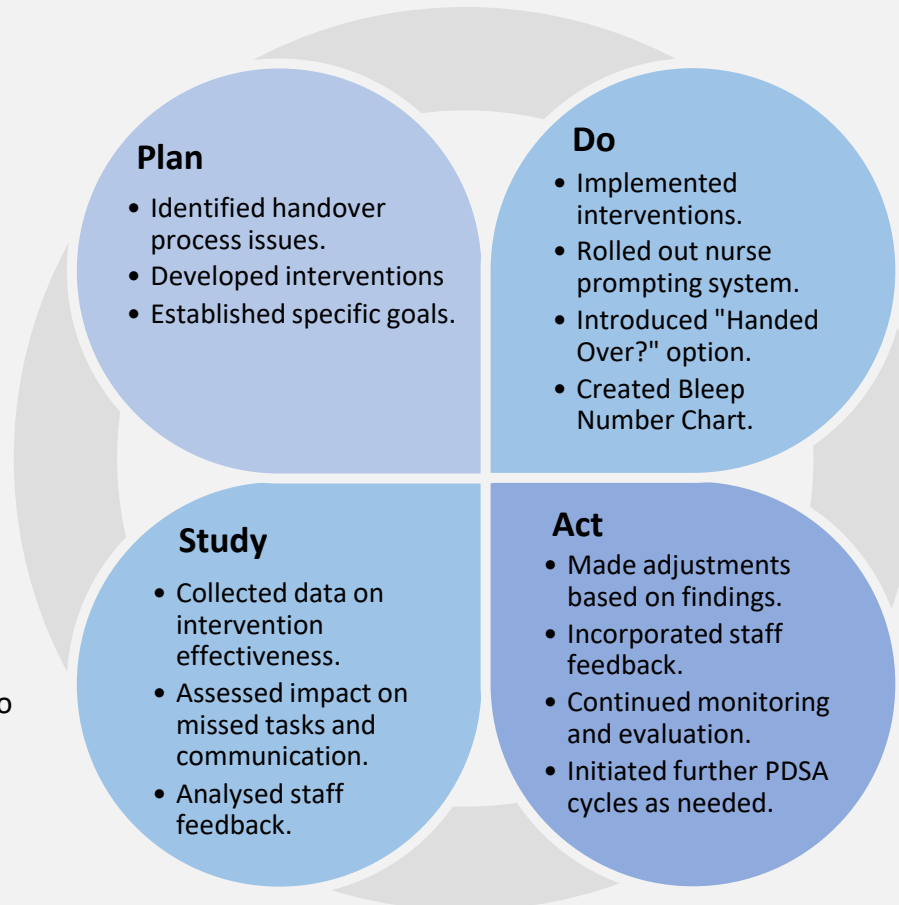 Plan
• Identified handover
process issues.
• Developed interventions
• Established specific goals.
Do
• Implemented
interventions.
• Rolled out nurse
prompting system.
• Introduced "Handed
Over?" option.
• Created Bleep
Number Chart.
Study
• Collected data on
intervention
effectiveness.
• Assessed impact on
missed tasks and
communication.
• Analysed staff
feedback.
Act
• Made adjustments
based on findings.
• Incorporated staff
feedback.
• Continued monitoring
and evaluation.
• Initiated further PDSA
cycles as needed.